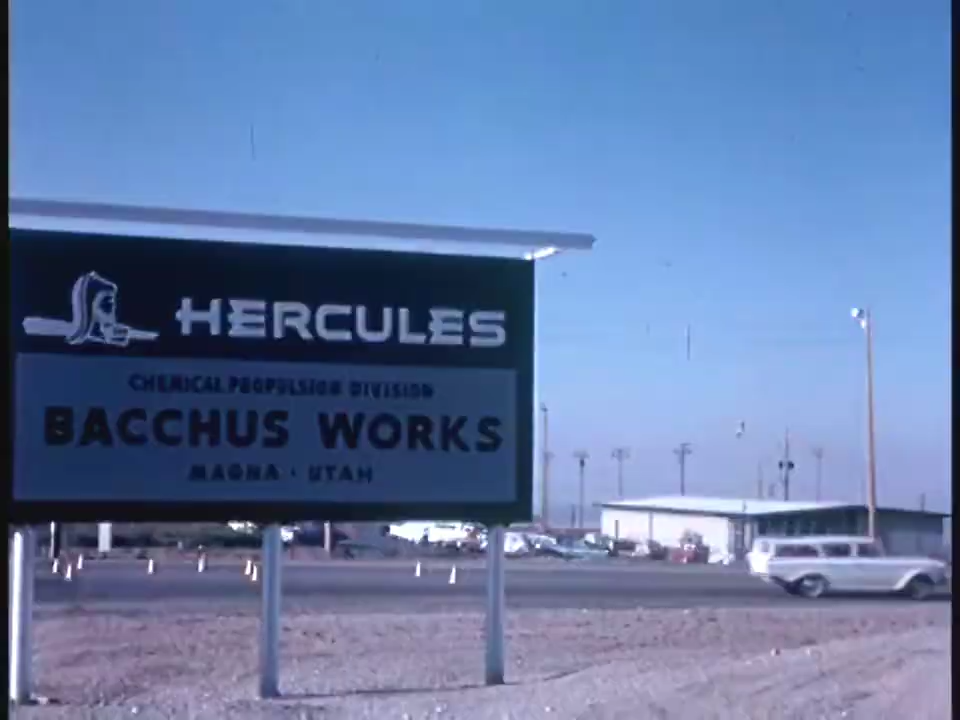 HERCULES
CHEMICAL PROPULSION DIVISION
BACCHUS WORKS
MAGNA · UTAH